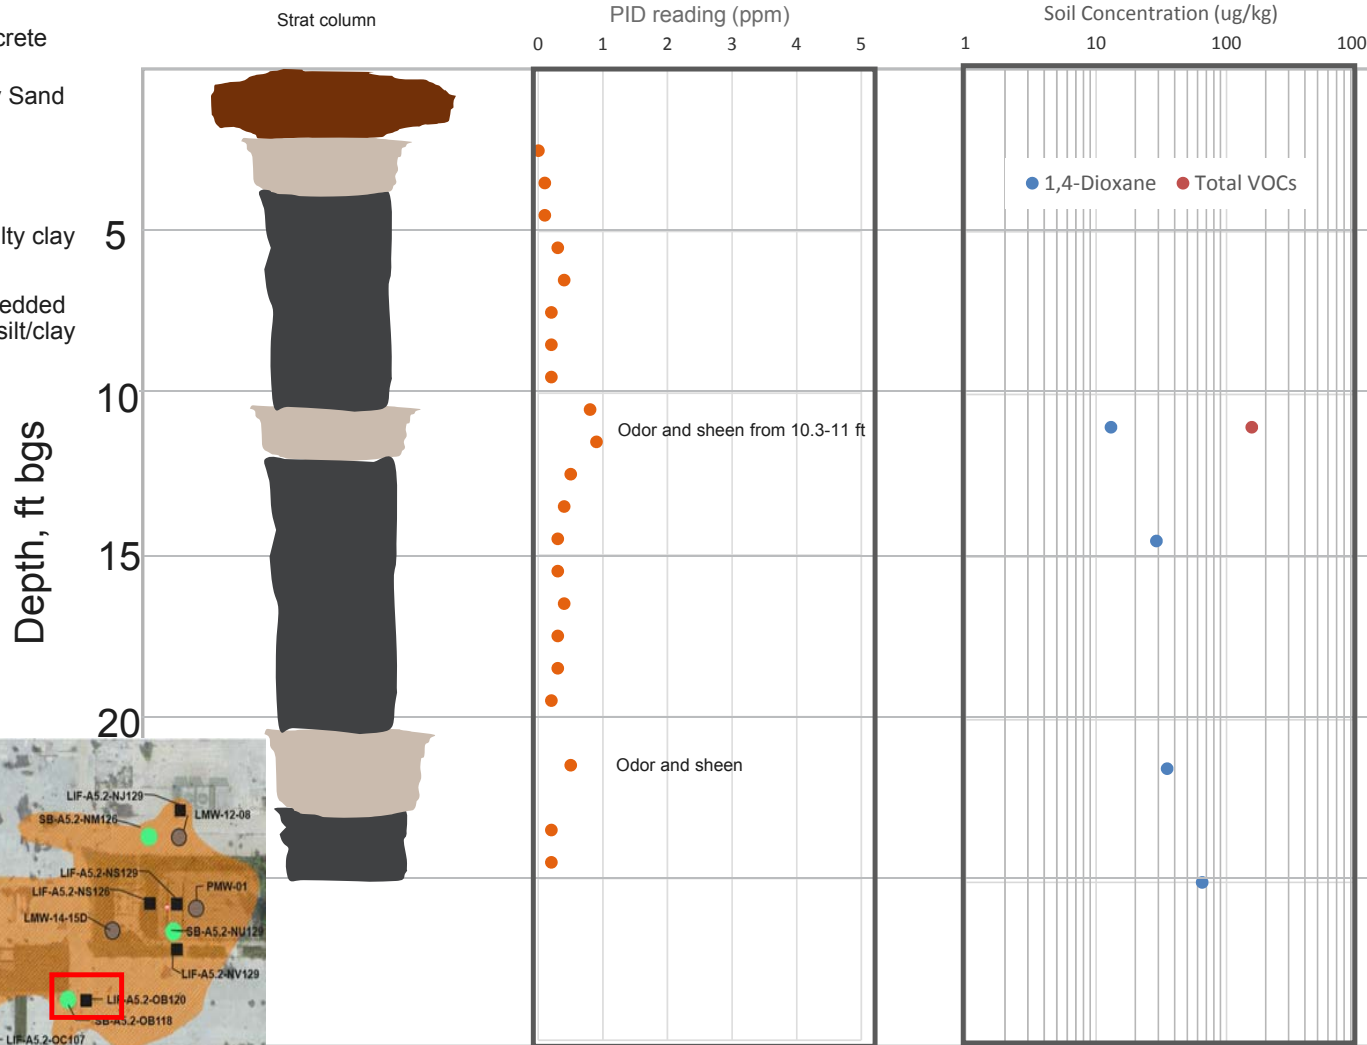 Strat column
PID reading (ppm)
Soil Concentration (ug/kg)
crete
0 1 2 3 4 5
1 10 100 100
Sand
lty clay
edded
silt/clay
5
10
15
20
Depth, ft bgs
1,4-Dioxane Total VOCs
Odor and sheen from 10.3-11 ft
Odor and sheen
LIF-A5.2-NJ129
SB-A5.2-NM126
LMW-12-08
LIF-A5.2-NS129
LIF-A5.2-NS126
PMW-01
LMW-14-15D
SB-A5.2-NU129
LIF-A5.2-NV129
LIF-A5.2-OB120
SB-A5.2-OB118
LIF-A5.2-OC107